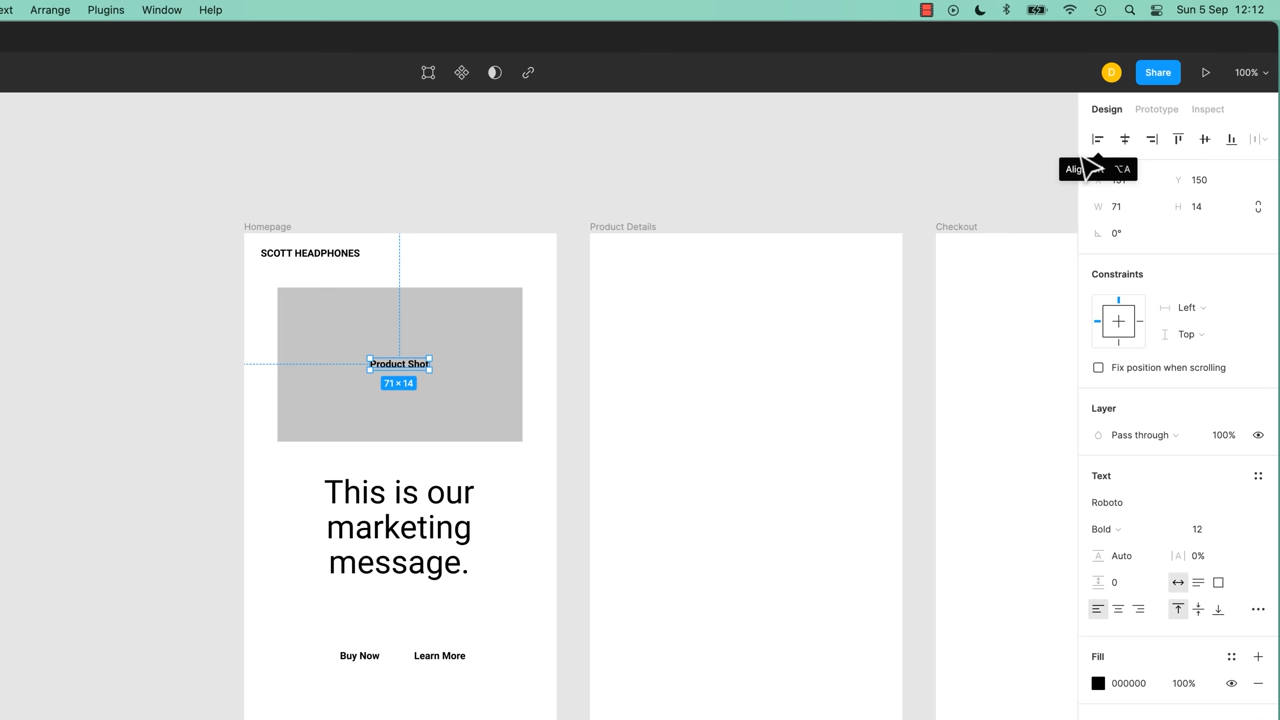 ext Arrange Plugins Window Help Sun 5 Sep 12:12
D Share 100%
Design Prototype Inspect
⌥A
Y 150
W 71 H 14
0°
Homepage Product Details Checkout
SCOTT HEADPHONES
Constraints
Left
Top
Product Shot
71 × 14
Fix position when scrolling
Layer
Pass through 100%
Text
This is our
marketing
message.
Roboto
Bold 12
Auto 0%
0
Buy Now Learn More
Fill
000000 100%